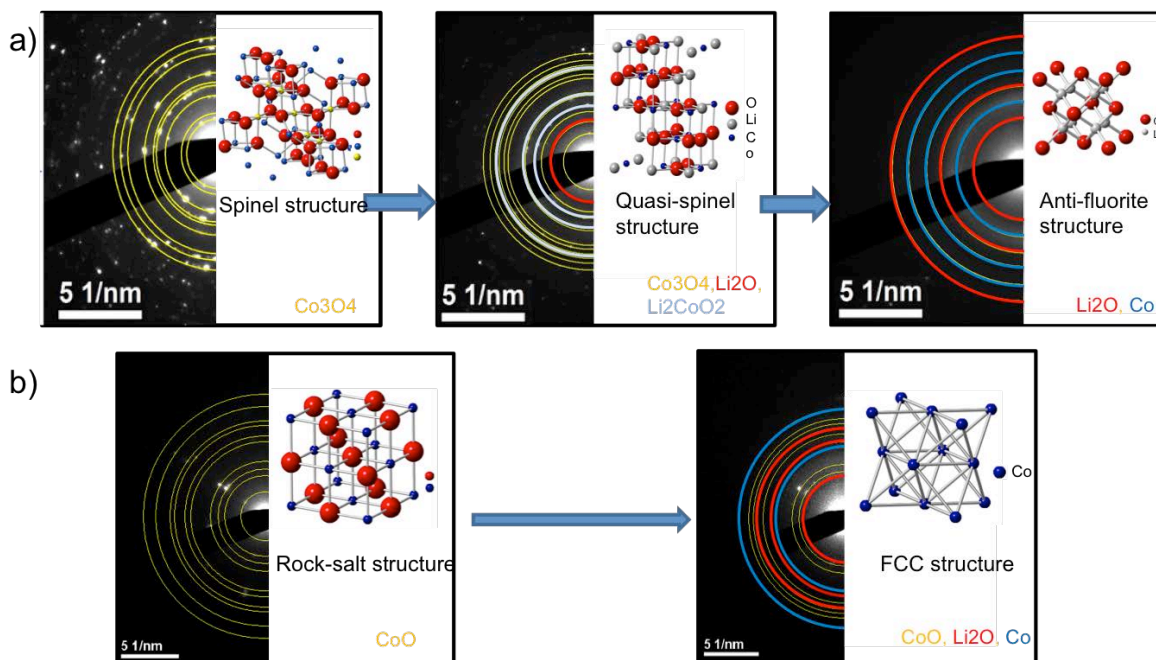 a)
5 1/nm
Spinel structure
Co3O4
5 1/nm
O
Li
C
o
Quasi-spinel
structure
Co3O4,Li2O,
Li2CoO2
5 1/nm
Anti-fluorite
structure
Li2O, Co
b)
5 1/nm
Rock-salt structure
CoO
5 1/nm
Co
FCC structure
CoO, Li2O, Co